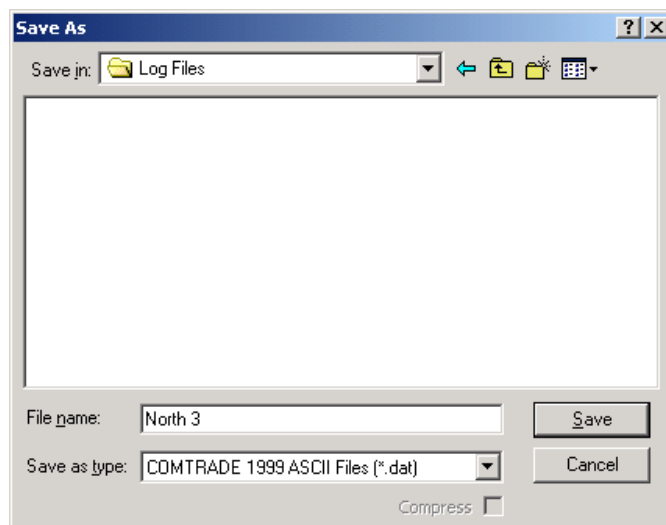 Save As
Save in: Log Files
File name: North 3 Save
Save as type: COMTRADE 1999 ASCII Files (*.dat) Cancel
Compress